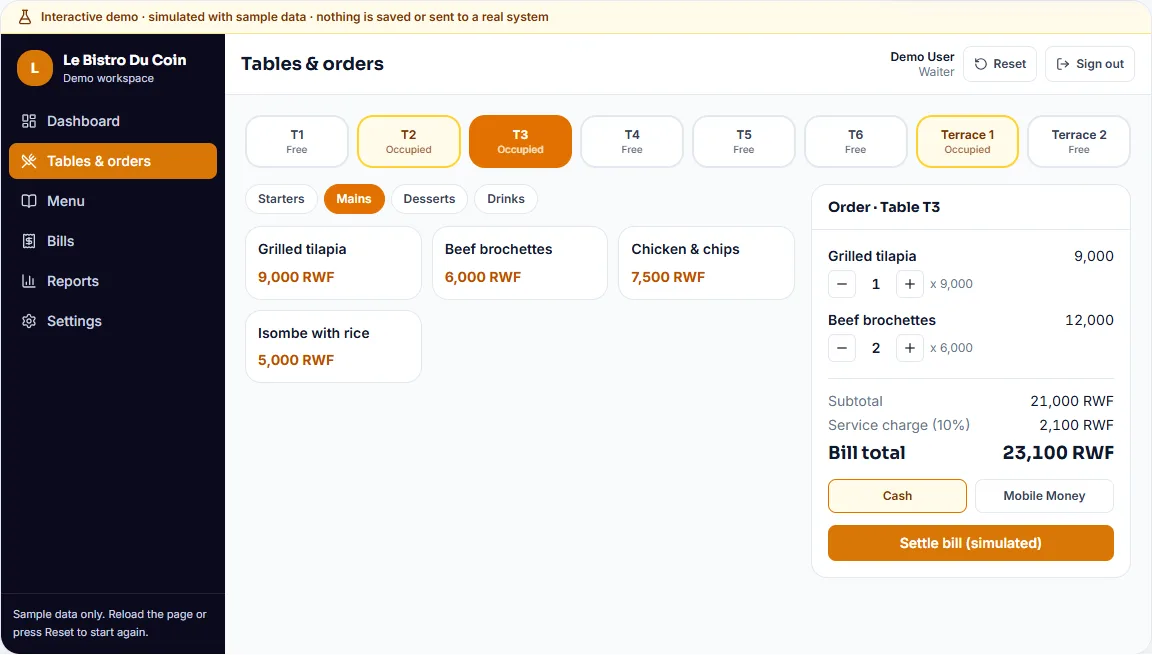 Interactive demo · simulated with sample data · nothing is saved or sent to a real system
L
Le Bistro Du Coin
Demo workspace
Dashboard
Tables & orders
Menu
Bills
Reports
Settings
Sample data only. Reload the page or
press Reset to start again.
Tables & orders
Demo User
Waiter
Reset
Sign out
T1
Free
T2
Occupied
T3
Occupied
T4
Free
T5
Free
T6
Free
Terrace 1
Occupied
Terrace 2
Free
Starters
Mains
Desserts
Drinks
Grilled tilapia
9,000 RWF
Beef brochettes
6,000 RWF
Chicken & chips
7,500 RWF
Isombe with rice
5,000 RWF
Order · Table T3
Grilled tilapia 9,000
− 1 + x 9,000
Beef brochettes 12,000
− 2 + x 6,000
Subtotal 21,000 RWF
Service charge (10%) 2,100 RWF
Bill total 23,100 RWF
Cash
Mobile Money
Settle bill (simulated)